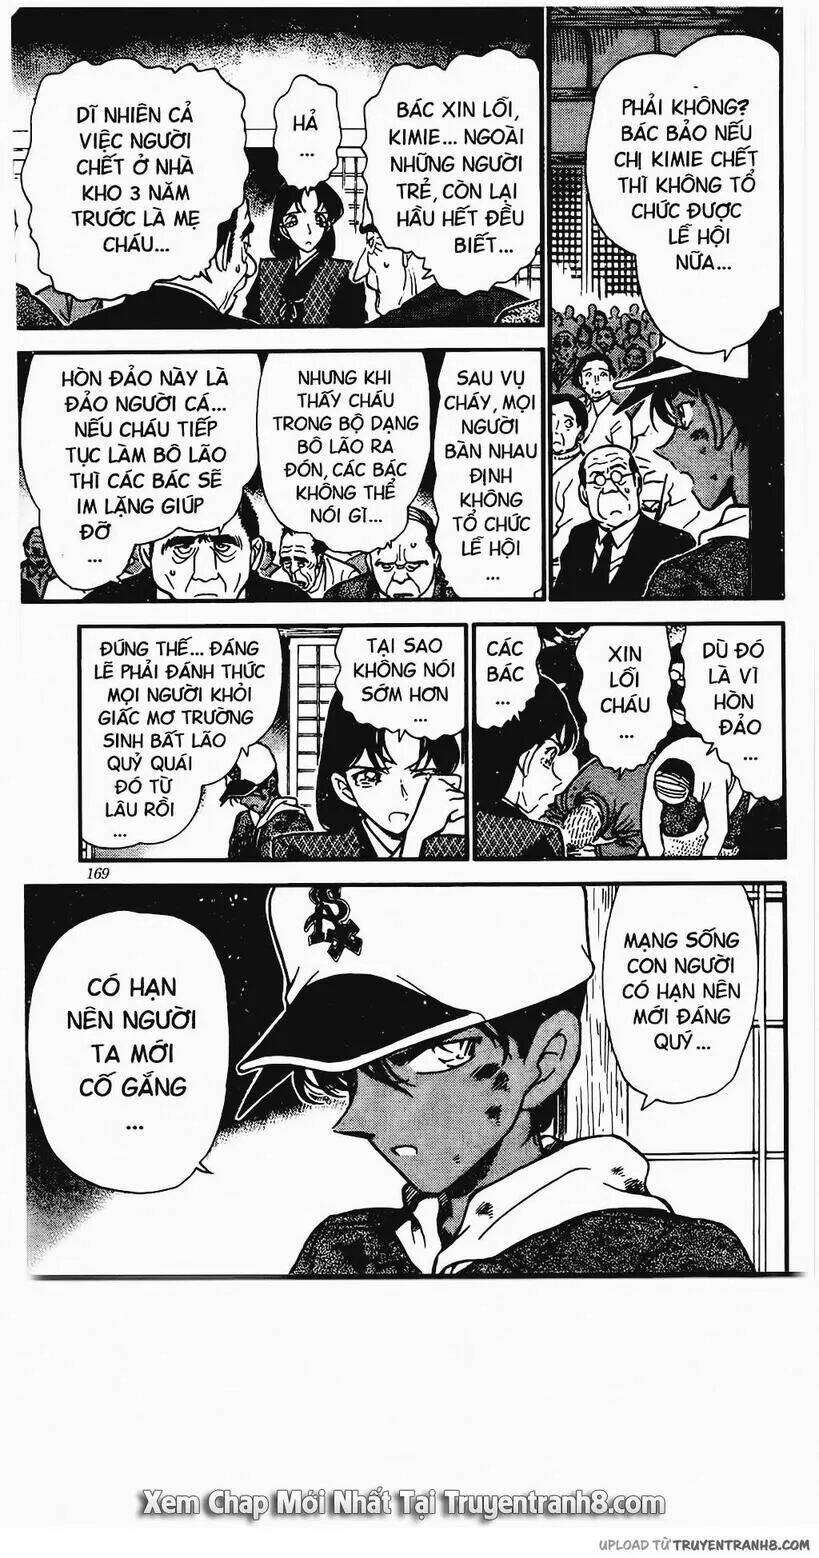 PHẢI KHÔNG?
BÁC BẢO NẾU
CHỊ KIMIE CHẾT
THÌ KHÔNG TỔ
CHỨC ĐƯỢC
LỄ HỘI
NỮA...
BÁC XIN LỖI,
KIMIE... NGOÀI
NHỮNG NGƯỜI
TRẺ, CÒN LẠI
HẦU HẾT ĐỀU
BIẾT...
HẢ
...
DĨ NHIÊN CẢ
VIỆC NGƯỜI
CHẾT Ở NHÀ
KHO 3 NĂM
TRƯỚC LÀ MẸ
CHÁU...
SAU VỤ
CHÁY, MỌI
NGƯỜI
BÀN NHAU
ĐỊNH
KHÔNG
TỔ CHỨC
LỄ HỘI
...
NHƯNG KHI
THẤY CHÁU
TRONG BỘ DẠNG
BÔ LÃO RA
ĐÓN, CÁC BÁC
KHÔNG THỂ
NÓI GÌ...
HÒN ĐẢO NÀY LÀ
ĐẢO NGƯỜI CÁ...
NẾU CHÁU TIẾP
TỤC LÀM BÔ LÃO
THÌ CÁC BÁC SẼ
IM LẶNG GIÚP
ĐỠ
...
DÙ ĐÓ
LÀ VÌ
HÒN
ĐẢO
...
XIN
LỖI
CHÁU
...
CÁC
BÁC
...
TẠI SAO
KHÔNG NÓI
SỚM HƠN
...
ĐÚNG THẾ... ĐÁNG
LẼ PHẢI ĐÁNH THỨC
MỌI NGƯỜI KHỎI
GIẤC MƠ TRƯỜNG
SINH BẤT LÃO
QUỶ QUÁI
ĐÓ TỪ
LÂU RỒI
...
169
MẠNG SỐNG
CON NGƯỜI
CÓ HẠN NÊN
MỚI ĐÁNG
QUÝ...
CÓ HẠN
NÊN NGƯỜI
TA MỚI
CỐ GẮNG
...
Xem Chap Mới Nhất Tại Truyentranh8.com
UPLOAD TỪ TRUYENTRANH8.COM